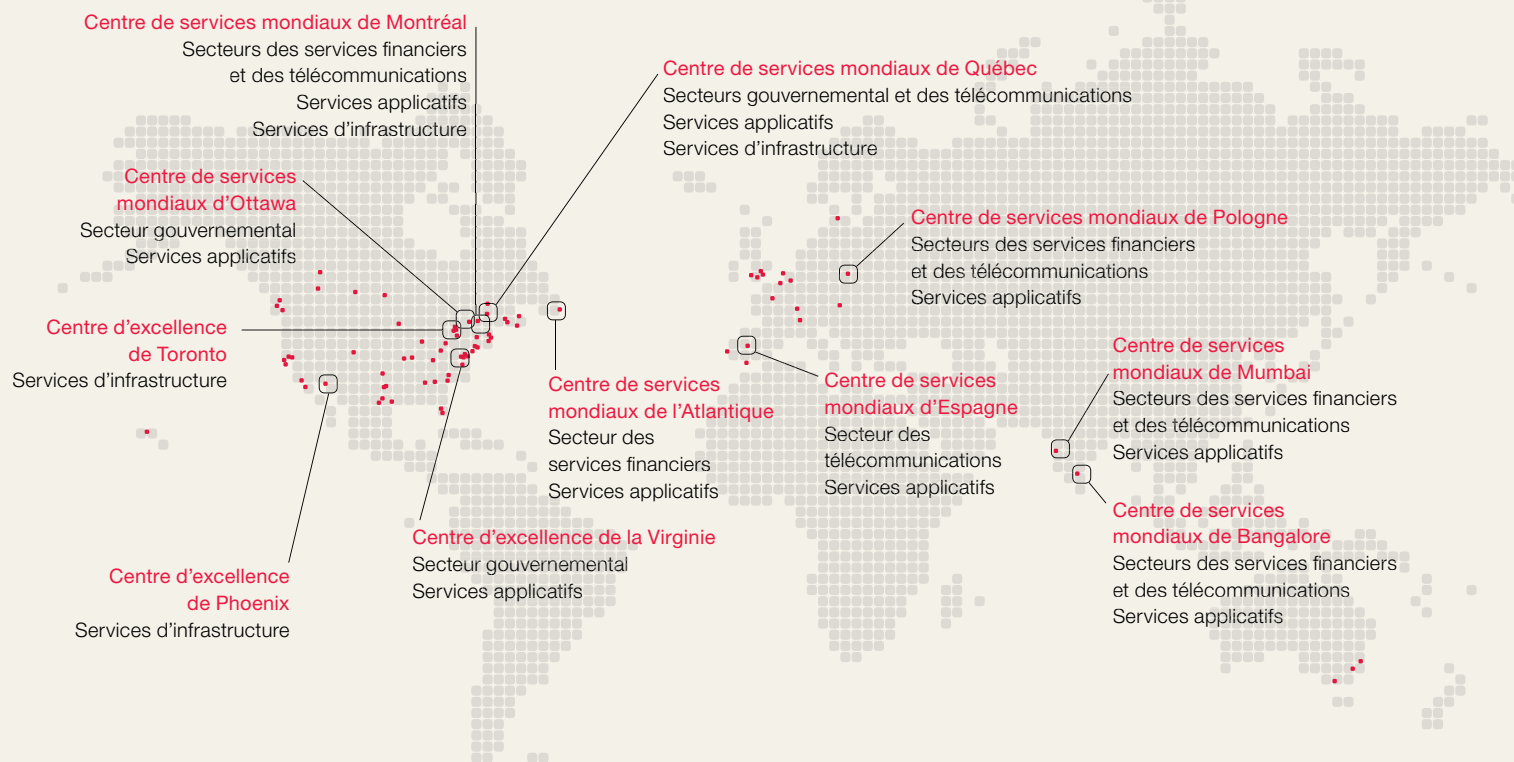 Centre de services mondiaux de Montréal
Secteurs des services financiers
et des télécommunications
Services applicatifs
Services d’infrastructure
Centre de services mondiaux de Québec
Secteurs gouvernemental et des télécommunications
Services applicatifs
Services d’infrastructure
Centre de services
mondiaux d’Ottawa
Secteur gouvernemental
Services applicatifs
Centre de services mondiaux de Pologne
Secteurs des services financiers
et des télécommunications
Services applicatifs
Centre d’excellence
de Toronto
Services d’infrastructure
Centre de services
mondiaux de l’Atlantique
Secteur des
services financiers
Services applicatifs
Centre de services
mondiaux d’Espagne
Secteur des
télécommunications
Services applicatifs
Centre de services
mondiaux de Mumbai
Secteurs des services financiers
et des télécommunications
Services applicatifs
Centre d’excellence de la Virginie
Secteur gouvernemental
Services applicatifs
Centre de services
mondiaux de Bangalore
Secteurs des services financiers
et des télécommunications
Services applicatifs
Centre d’excellence
de Phoenix
Services d’infrastructure